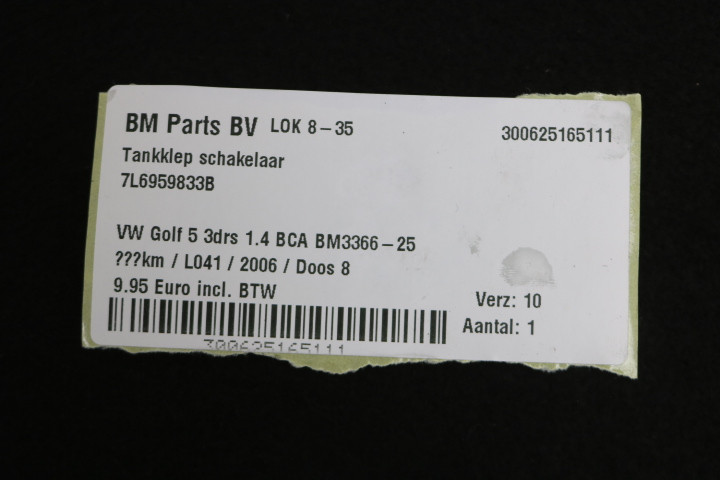 BM Parts BV LOK 8-35 300625165111
Tankklep schakelaar
7L6959833B
VW Golf 5 3drs 1.4 BCA BM3366-25
???km / L041 / 2006 / Doos 8
9.95 Euro incl. BTW
Verz: 10
Aantal: 1
300625165111